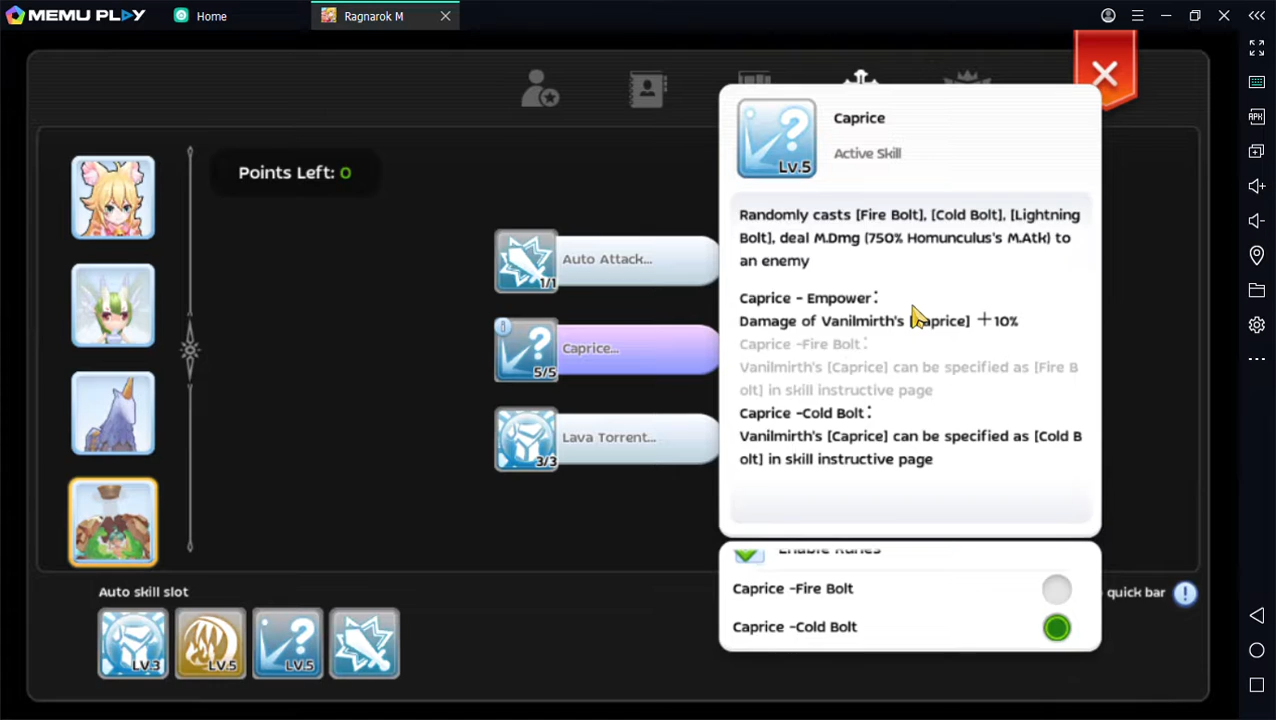 MEMU PLAY
Home
Ragnarok M
Points Left: 0
Auto Attack...
1/1
Caprice...
5/5
Lava Torrent...
3/3
Caprice
Active Skill
Lv.5
Randomly casts [Fire Bolt], [Cold Bolt], [Lightning
Bolt], deal M.Dmg (750% Homunculus's M.Atk) to
an enemy
Caprice - Empower:
Damage of Vanilmirth's [Caprice] +10%
Caprice -Fire Bolt:
Vanilmirth's [Caprice] can be specified as [Fire B
olt] in skill instructive page
Caprice -Cold Bolt:
Vanilmirth's [Caprice] can be specified as [Cold B
olt] in skill instructive page
Enable Runes
Caprice -Fire Bolt
Caprice -Cold Bolt
Auto skill slot
quick bar
LV.3
LV.5
LV.5
APK